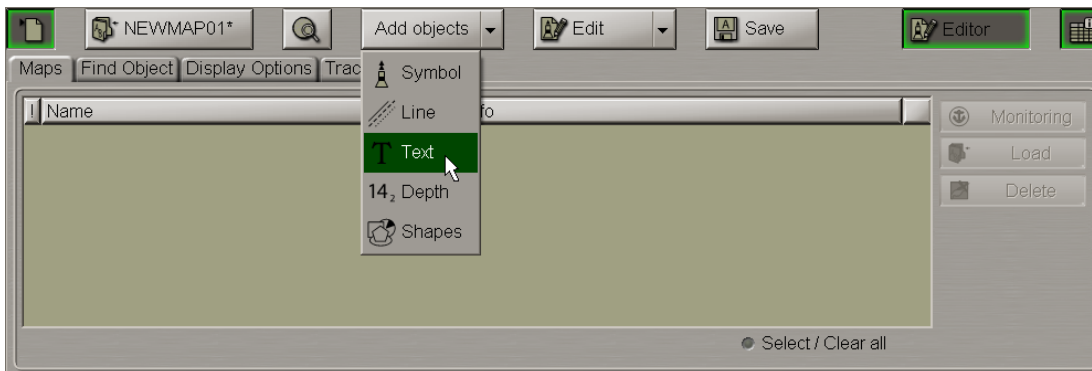 NEWMAP01* Add objects Edit Save Editor
Maps Find Object Display Options Trac
Symbol
Line
Text
14₂ Depth
Shapes
! Name fo
Monitoring
Load
Delete
Select / Clear all